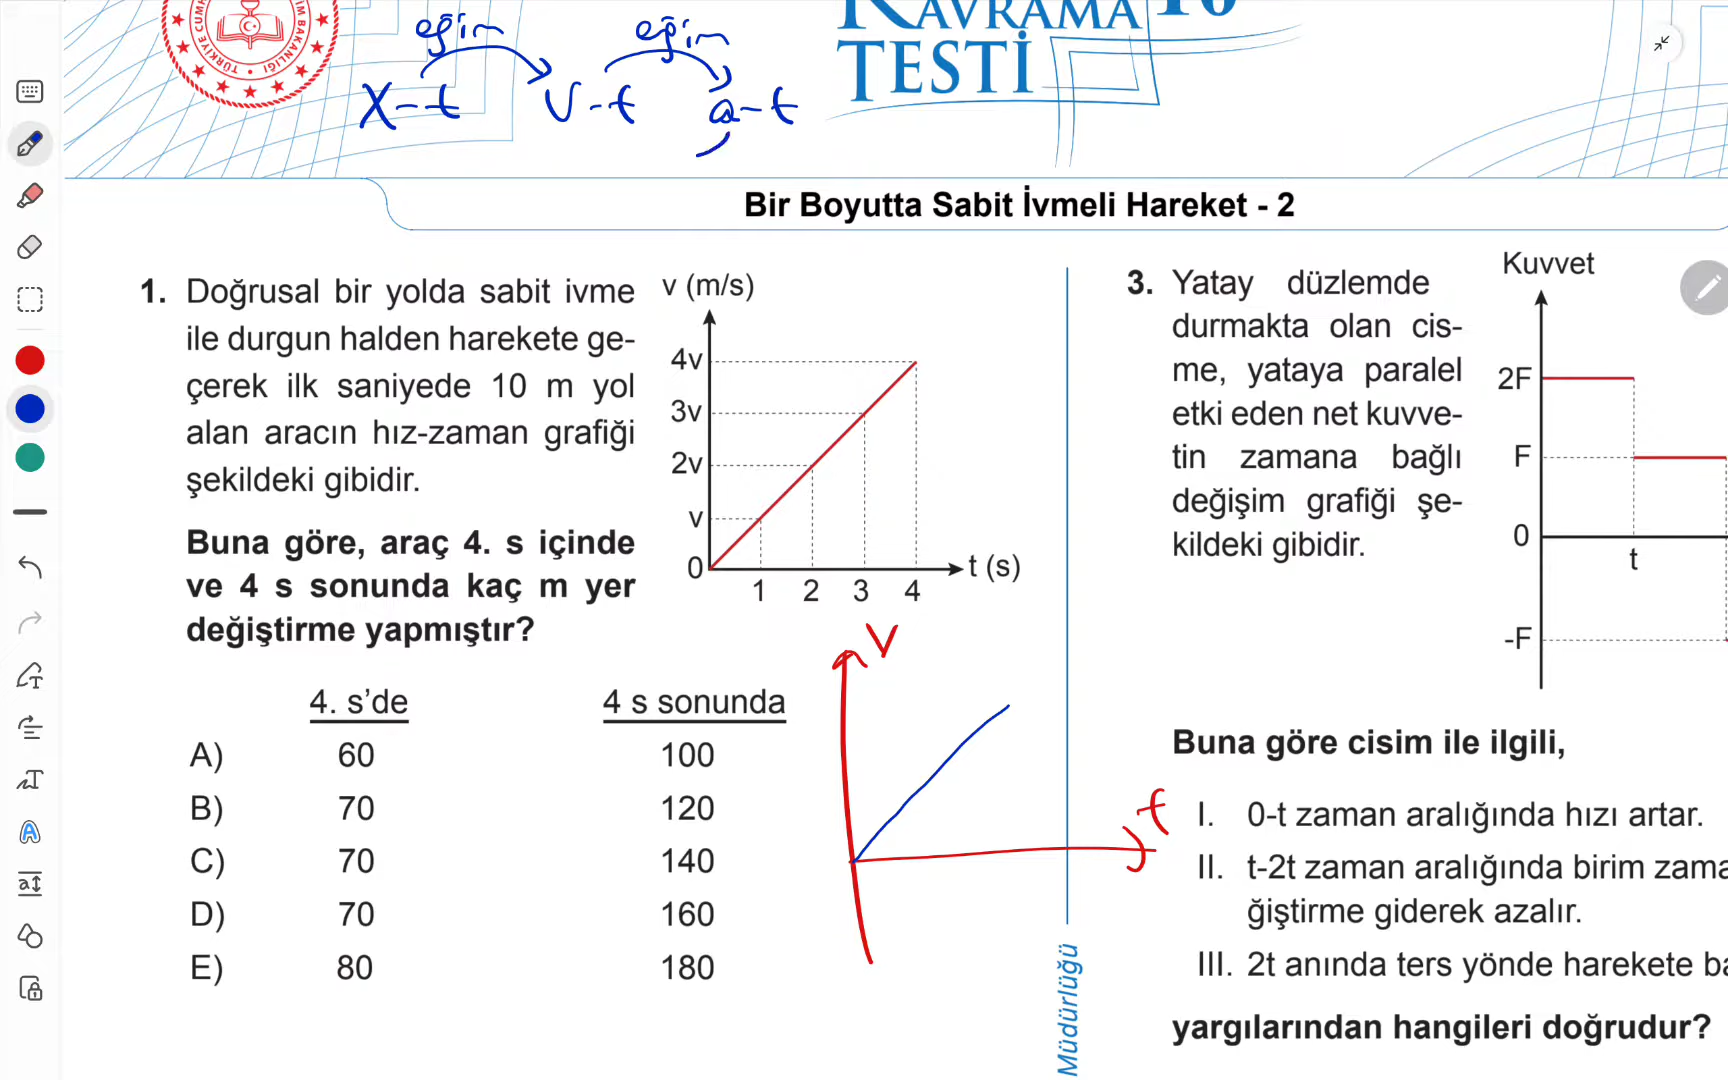 KAVRAMA
TESTİ
eğim
eğim
X-t
V-t
a-t
Bir Boyutta Sabit İvmeli Hareket - 2
1. Doğrusal bir yolda sabit ivme
ile durgun halden harekete ge-
çerek ilk saniyede 10 m yol
alan aracın hız-zaman grafiği
şekildeki gibidir.
Buna göre, araç 4. s içinde
ve 4 s sonunda kaç m yer
değiştirme yapmıştır?
v (m/s)
4v
3v
2v
v
0
1 2 3 4
t (s)
4. s’de 4 s sonunda
A) 60 100
B) 70 120
C) 70 140
D) 70 160
E) 80 180
V
t
Müdürlüğü
3. Yatay düzlemde
durmakta olan cis-
me, yataya paralel
etki eden net kuvve-
tin zamana bağlı
değişim grafiği şe-
kildeki gibidir.
Kuvvet
2F
F
0
t
-F
Buna göre cisim ile ilgili,
I. 0-t zaman aralığında hızı artar.
II. t-2t zaman aralığında birim zama
ğiştirme giderek azalır.
III. 2t anında ters yönde harekete ba
yargılarından hangileri doğrudur?